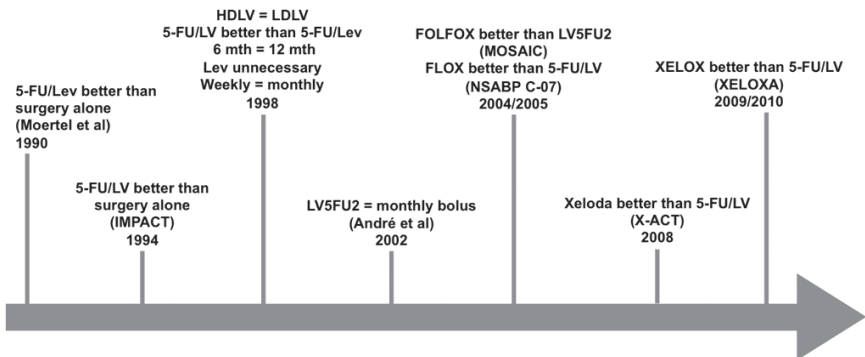 5-FU/Lev better than
surgery alone
(Moertel et al)
1990
5-FU/LV better than
surgery alone
(IMPACT)
1994
HDLV = LDLV
5-FU/LV better than 5-FU/Lev
6 mth = 12 mth
Lev unnecessary
Weekly = monthly
1998
LV5FU2 = monthly bolus
(André et al)
2002
FOLFOX better than LV5FU2
(MOSAIC)
FLOX better than 5-FU/LV
(NSABP C-07)
2004/2005
Xeloda better than 5-FU/LV
(X-ACT)
2008
XELOX better than 5-FU/LV
(XELOXA)
2009/2010